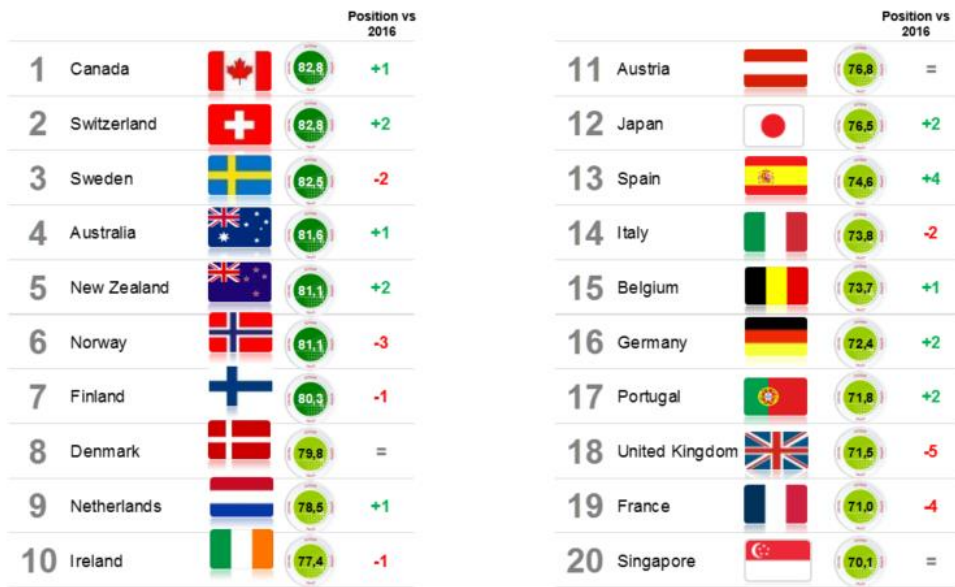 Position vs
2016
1 Canada 82,8 +1
2 Switzerland 82,8 +2
3 Sweden 82,5 -2
4 Australia 81,6 +1
5 New Zealand 81,1 +2
6 Norway 81,1 -3
7 Finland 80,3 -1
8 Denmark 79,8 =
9 Netherlands 78,5 +1
10 Ireland 77,4 -1
Position vs
2016
11 Austria 76,8 =
12 Japan 76,5 +2
13 Spain 74,6 +4
14 Italy 73,8 -2
15 Belgium 73,7 +1
16 Germany 72,4 +2
17 Portugal 71,8 +2
18 United Kingdom 71,5 -5
19 France 71,0 -4
20 Singapore 70,1 =